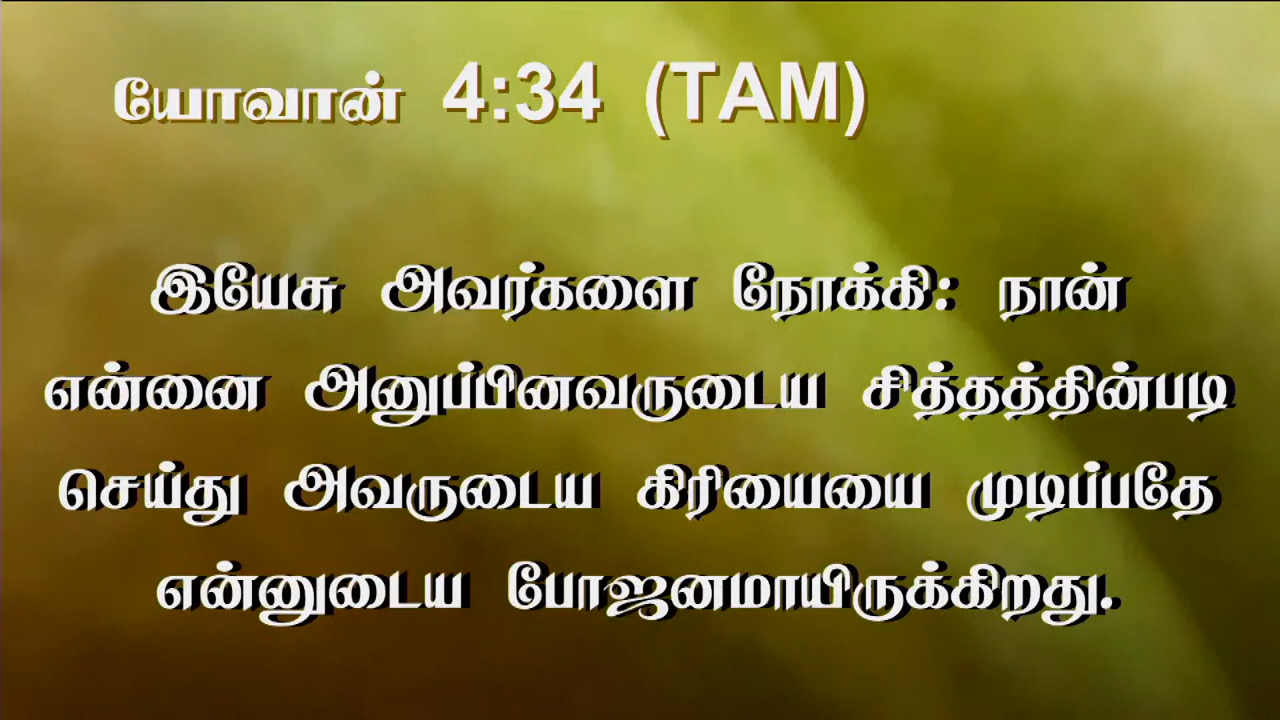 யோவான் 4:34 (TAM)
இயேசு அவர்களை நோக்கி: நான்
என்னை அனுப்பினவருடைய சித்தத்தின்படி
செய்து அவருடைய கிரியையை முடிப்பதே
என்னுடைய போஜனமாயிருக்கிறது.